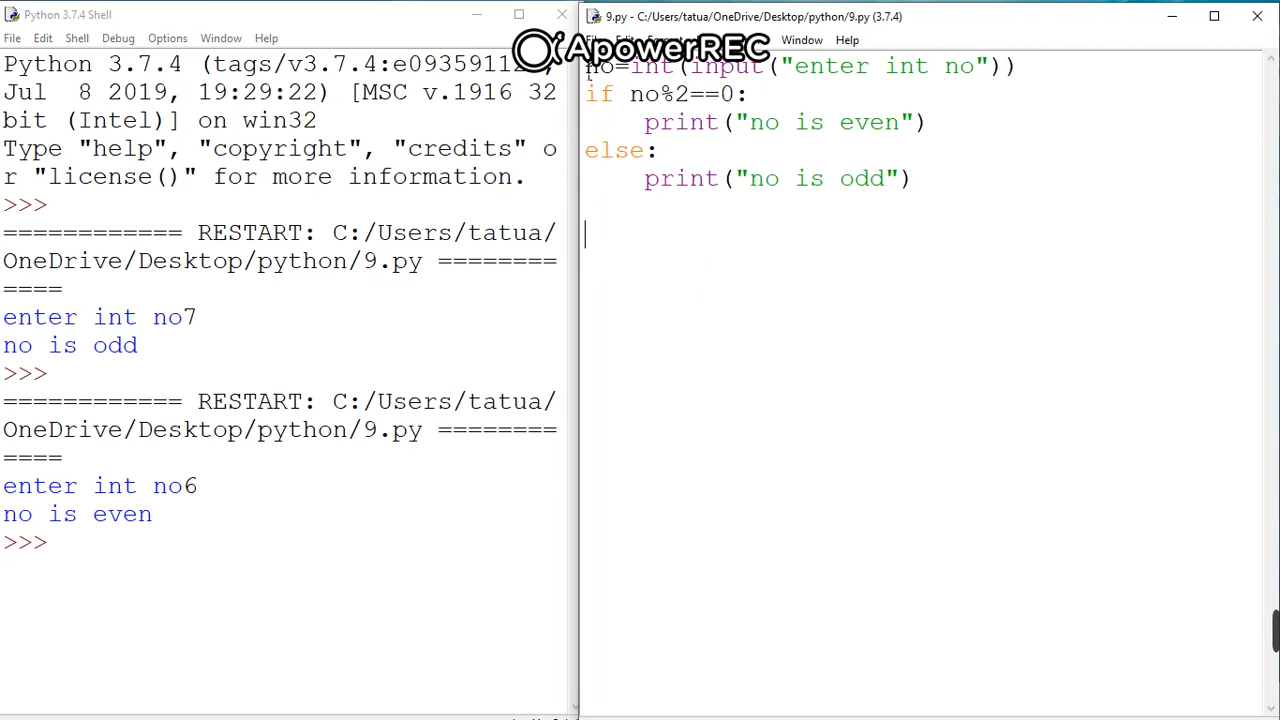 Python 3.7.4 Shell
File Edit Shell Debug Options Window Help
Python 3.7.4 (tags/v3.7.4:e09359112
Jul  8 2019, 19:29:22) [MSC v.1916 32
bit (Intel)] on win32
Type "help", "copyright", "credits" o
r "license()" for more information.
>>>
============ RESTART: C:/Users/tatua/
OneDrive/Desktop/python/9.py ========
====
enter int no7
no is odd
>>>
============ RESTART: C:/Users/tatua/
OneDrive/Desktop/python/9.py ========
====
enter int no6
no is even
>>>
9.py - C:/Users/tatua/OneDrive/Desktop/python/9.py (3.7.4)
Window Help
ApowerREC
no=int(input("enter int no"))
if no%2==0:
    print("no is even")
else:
    print("no is odd")